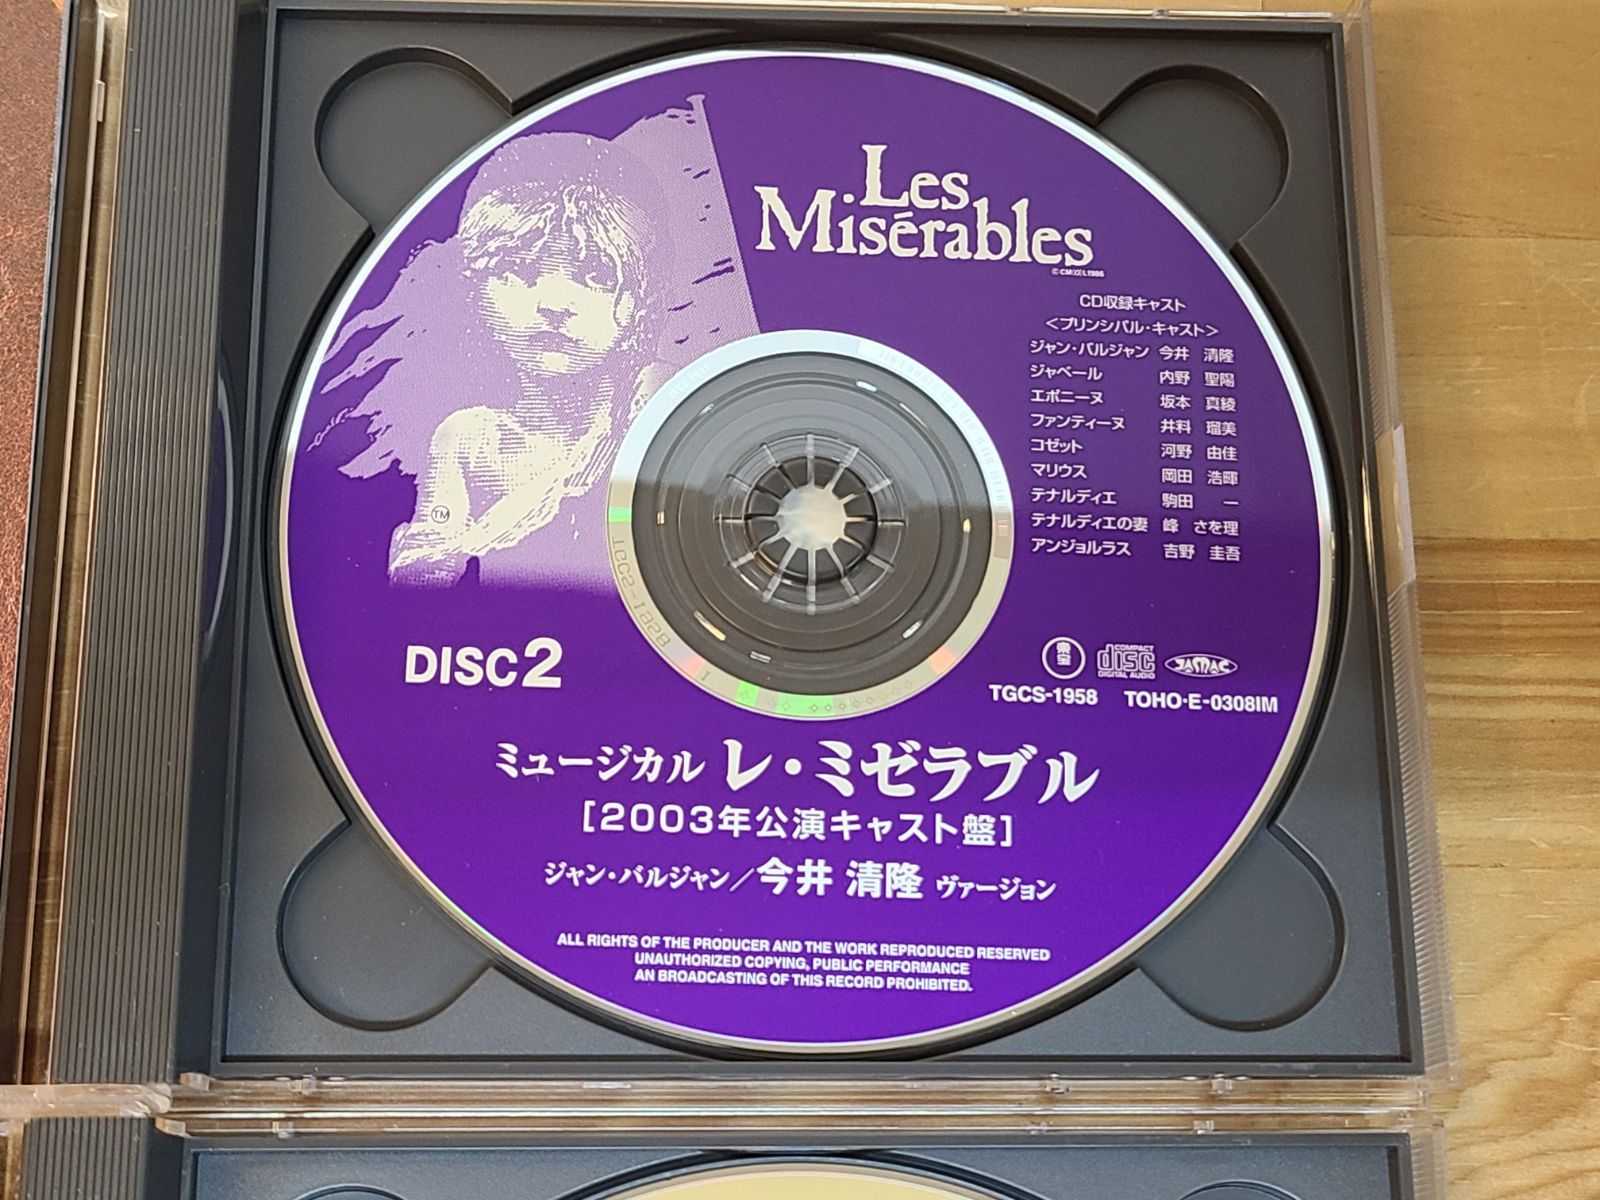 Les
Misérables
©CMOL1986
CD収録キャスト
＜プリンシパル・キャスト＞
ジャン・バルジャン 今井 清隆
ジャベール 内野 聖陽
エポニーヌ 坂本 真綾
ファンティーヌ 井料 瑠美
コゼット 河野 由佳
マリウス 岡田 浩暉
テナルディエ 駒田 一
テナルディエの妻 峰 さを理
アンジョルラス 吉野 圭吾
TM
DISC2
東宝
COMPACT
disc
DIGITAL AUDIO
JASRAC
TGCS-1958 TOHO·E-0308IM
ミュージカル レ・ミゼラブル
[2003年公演キャスト盤]
ジャン・バルジャン／今井 清隆 ヴァージョン
ALL RIGHTS OF THE PRODUCER AND THE WORK REPRODUCED RESERVED
UNAUTHORIZED COPYING, PUBLIC PERFORMANCE
AN BROADCASTING OF THIS RECORD PROHIBITED.